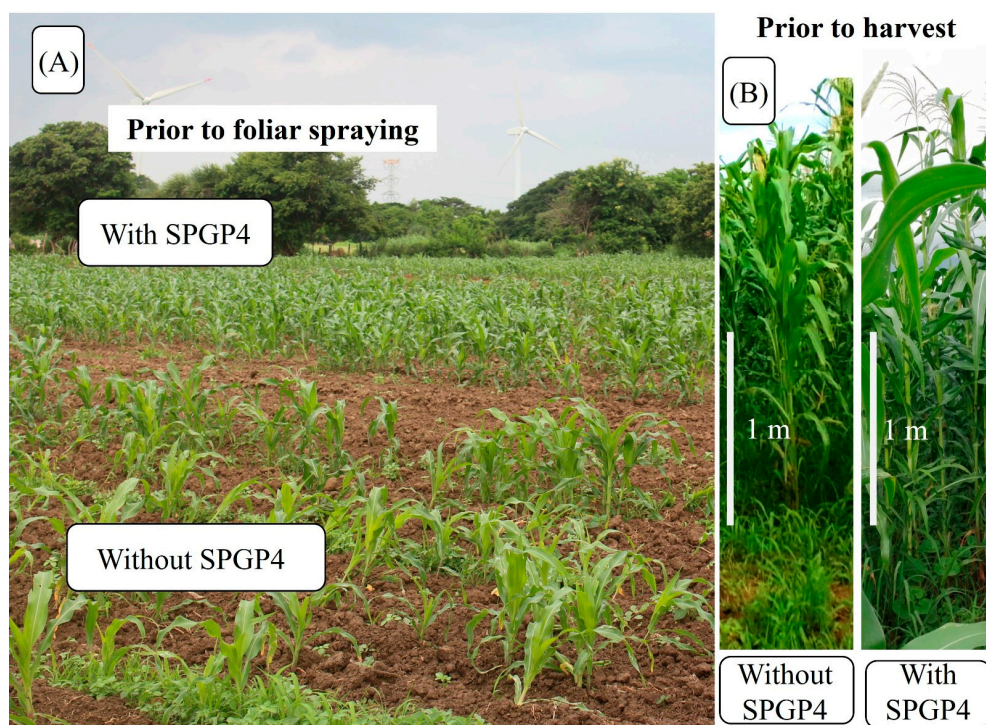 (A)
Prior to foliar spraying
With SPGP4
Without SPGP4
Prior to harvest
(B)
1 m
1 m
Without
SPGP4
With
SPGP4